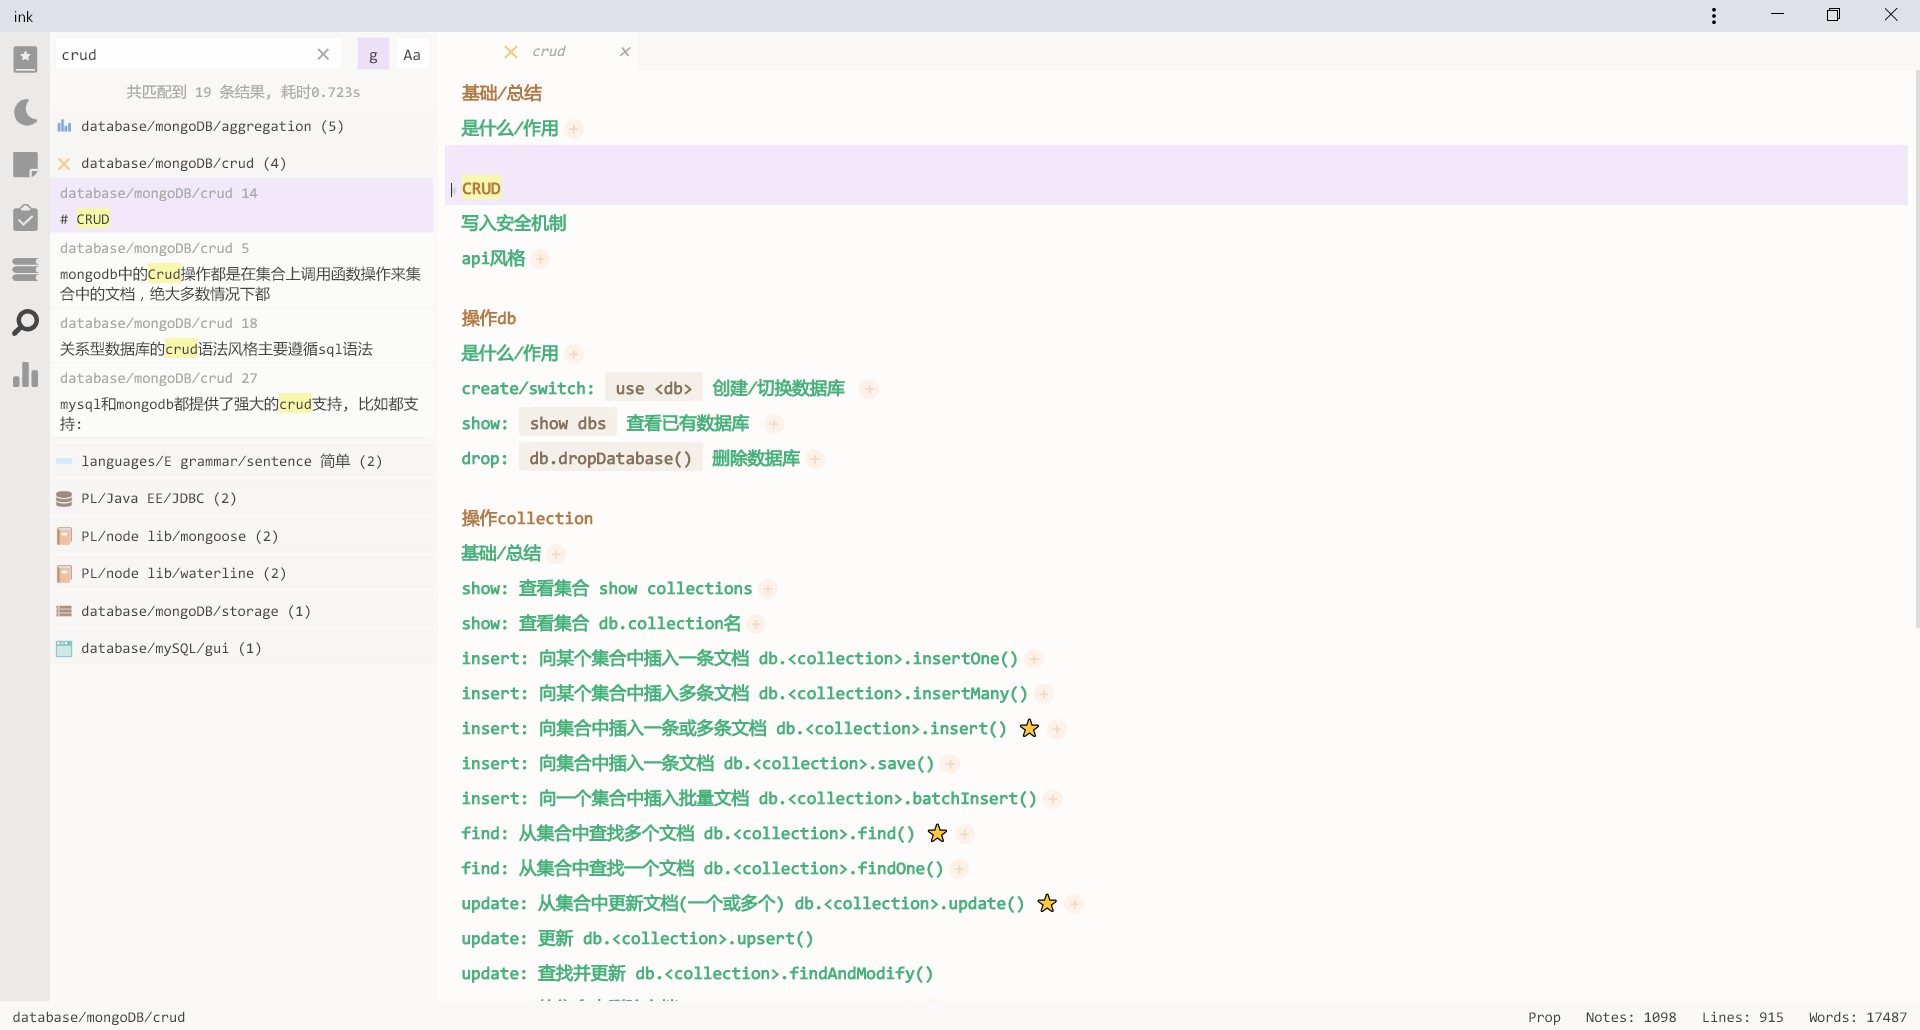 ink
crud
g
Aa
共匹配到 19 条结果, 耗时0.723s
database/mongoDB/aggregation (5)
database/mongoDB/crud (4)
database/mongoDB/crud 14
# CRUD
database/mongoDB/crud 5
mongodb中的Crud操作都是在集合上调用函数操作来集
合中的文档，绝大多数情况下都
database/mongoDB/crud 18
关系型数据库的crud语法风格主要遵循sql语法
database/mongoDB/crud 27
mysql和mongodb都提供了强大的crud支持, 比如都支
持:
languages/E grammar/sentence 简单 (2)
PL/Java EE/JDBC (2)
PL/node lib/mongoose (2)
PL/node lib/waterline (2)
database/mongoDB/storage (1)
database/mySQL/gui (1)
crud
基础/总结
是什么/作用
CRUD
写入安全机制
api风格
操作db
是什么/作用
create/switch: use <db> 创建/切换数据库
show: show dbs 查看已有数据库
drop: db.dropDatabase() 删除数据库
操作collection
基础/总结
show: 查看集合 show collections
show: 查看集合 db.collection名
insert: 向某个集合中插入一条文档 db.<collection>.insertOne()
insert: 向某个集合中插入多条文档 db.<collection>.insertMany()
insert: 向集合中插入一条或多条文档 db.<collection>.insert()
insert: 向集合中插入一条文档 db.<collection>.save()
insert: 向一个集合中插入批量文档 db.<collection>.batchInsert()
find: 从集合中查找多个文档 db.<collection>.find()
find: 从集合中查找一个文档 db.<collection>.findOne()
update: 从集合中更新文档(一个或多个) db.<collection>.update()
update: 更新 db.<collection>.upsert()
update: 查找并更新 db.<collection>.findAndModify()
database/mongoDB/crud
Prop
Notes: 1098
Lines: 915
Words: 17487